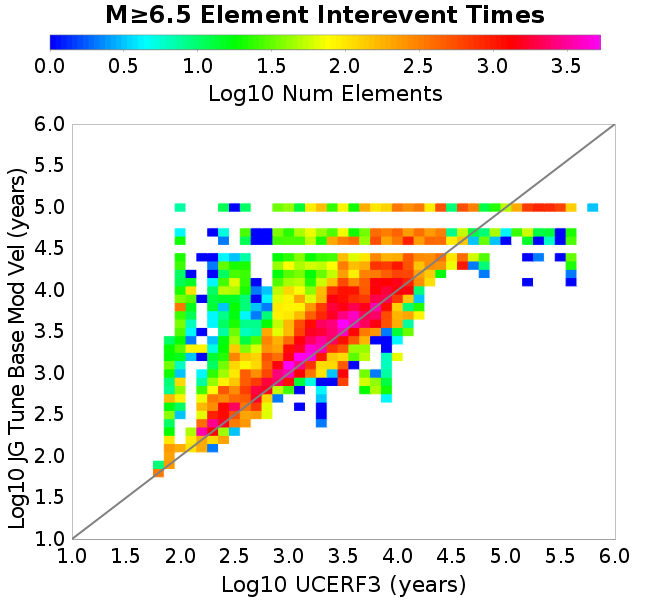 M≥6.5 Element Interevent Times
0.0 0.5 1.0 1.5 2.0 2.5 3.0 3.5
Log10 Num Elements
Log10 JG Tune Base Mod Vel (years)
6.0
5.5
5.0
4.5
4.0
3.5
3.0
2.5
2.0
1.5
1.0
1.0 1.5 2.0 2.5 3.0 3.5 4.0 4.5 5.0 5.5 6.0
Log10 UCERF3 (years)